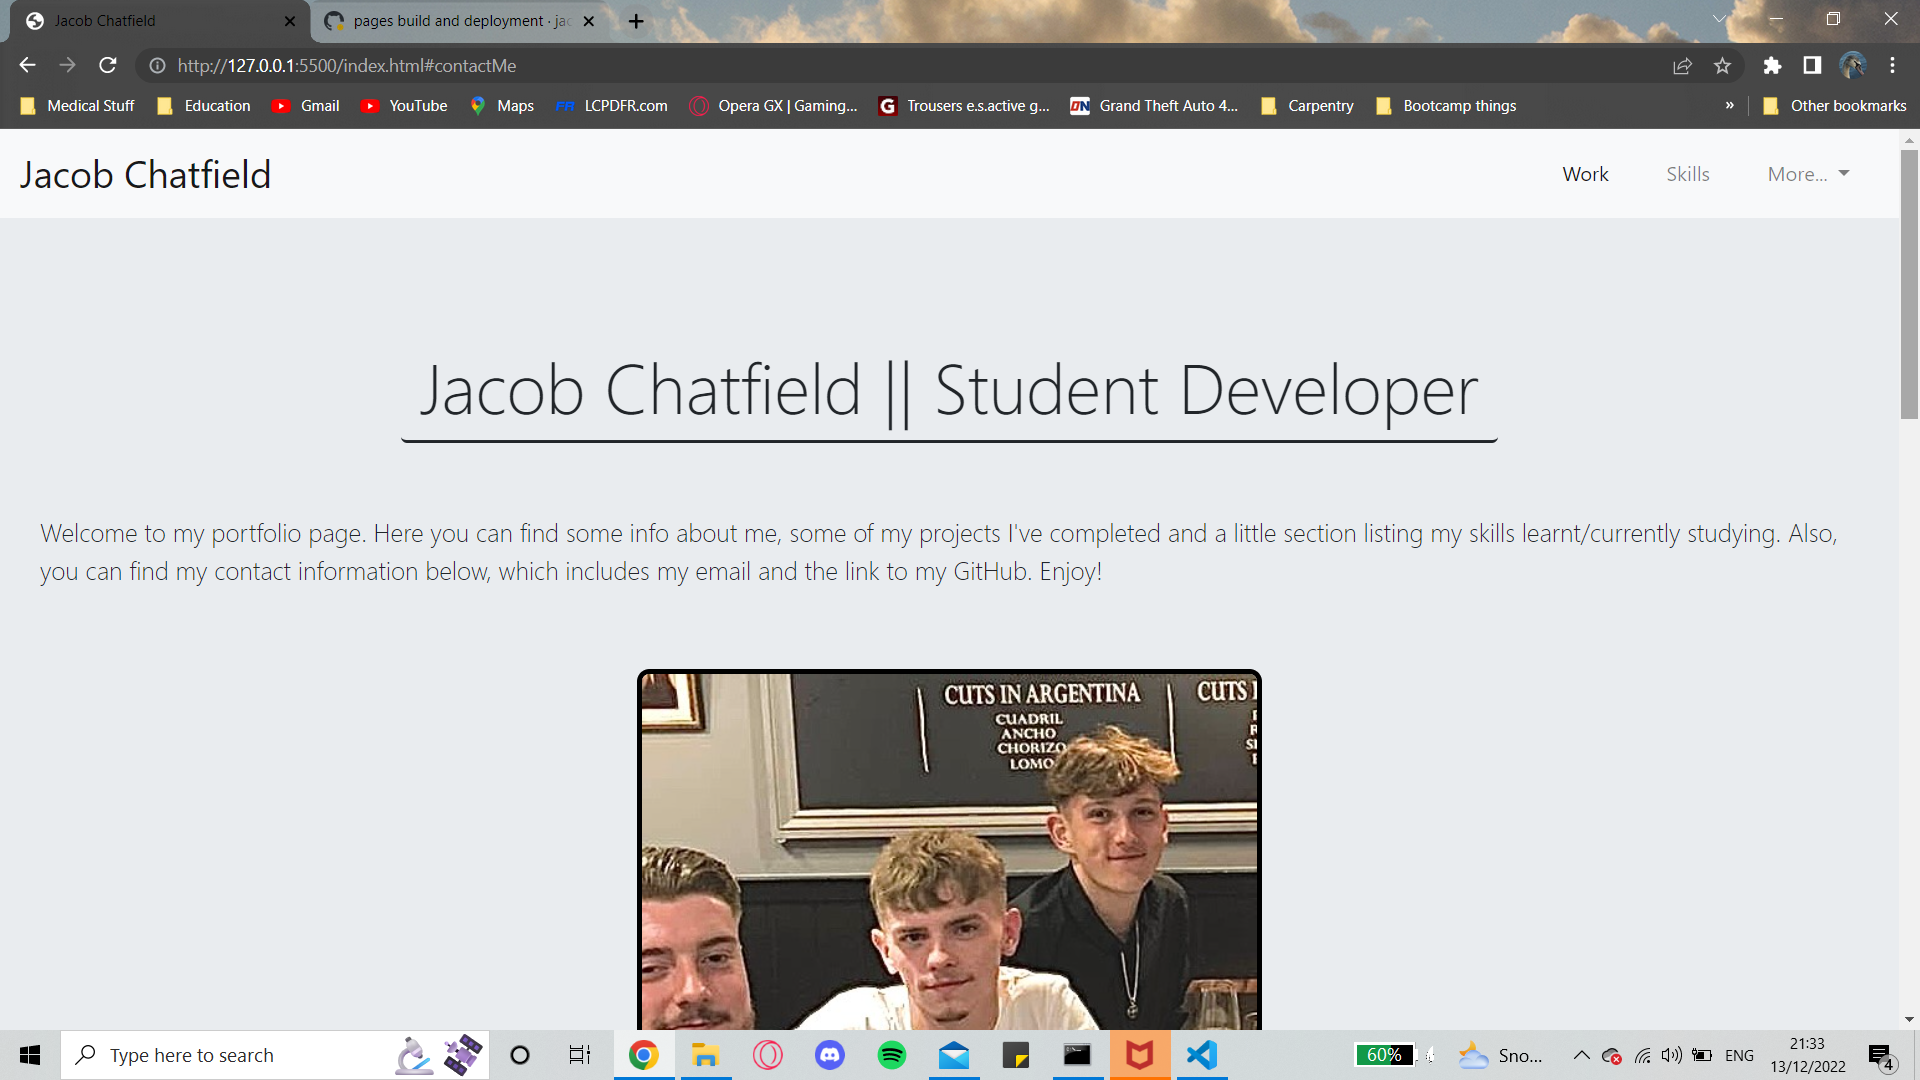 Jacob Chatfield
pages build and deployment · jac
http://127.0.0.1:5500/index.html#contactMe
Medical Stuff Education Gmail YouTube Maps LCPDFR.com Opera GX | Gaming... Trousers e.s.active g... Grand Theft Auto 4... Carpentry Bootcamp things » Other bookmarks
Jacob Chatfield Work Skills More...
Jacob Chatfield || Student Developer
Welcome to my portfolio page. Here you can find some info about me, some of my projects I've completed and a little section listing my skills learnt/currently studying. Also,
you can find my contact information below, which includes my email and the link to my GitHub. Enjoy!
CUTS IN ARGENTINA
CUADRIL
ANCHO
CHORIZO
LOMO
CUTS
Type here to search
60%
Sno...
ENG
21:33
13/12/2022
4